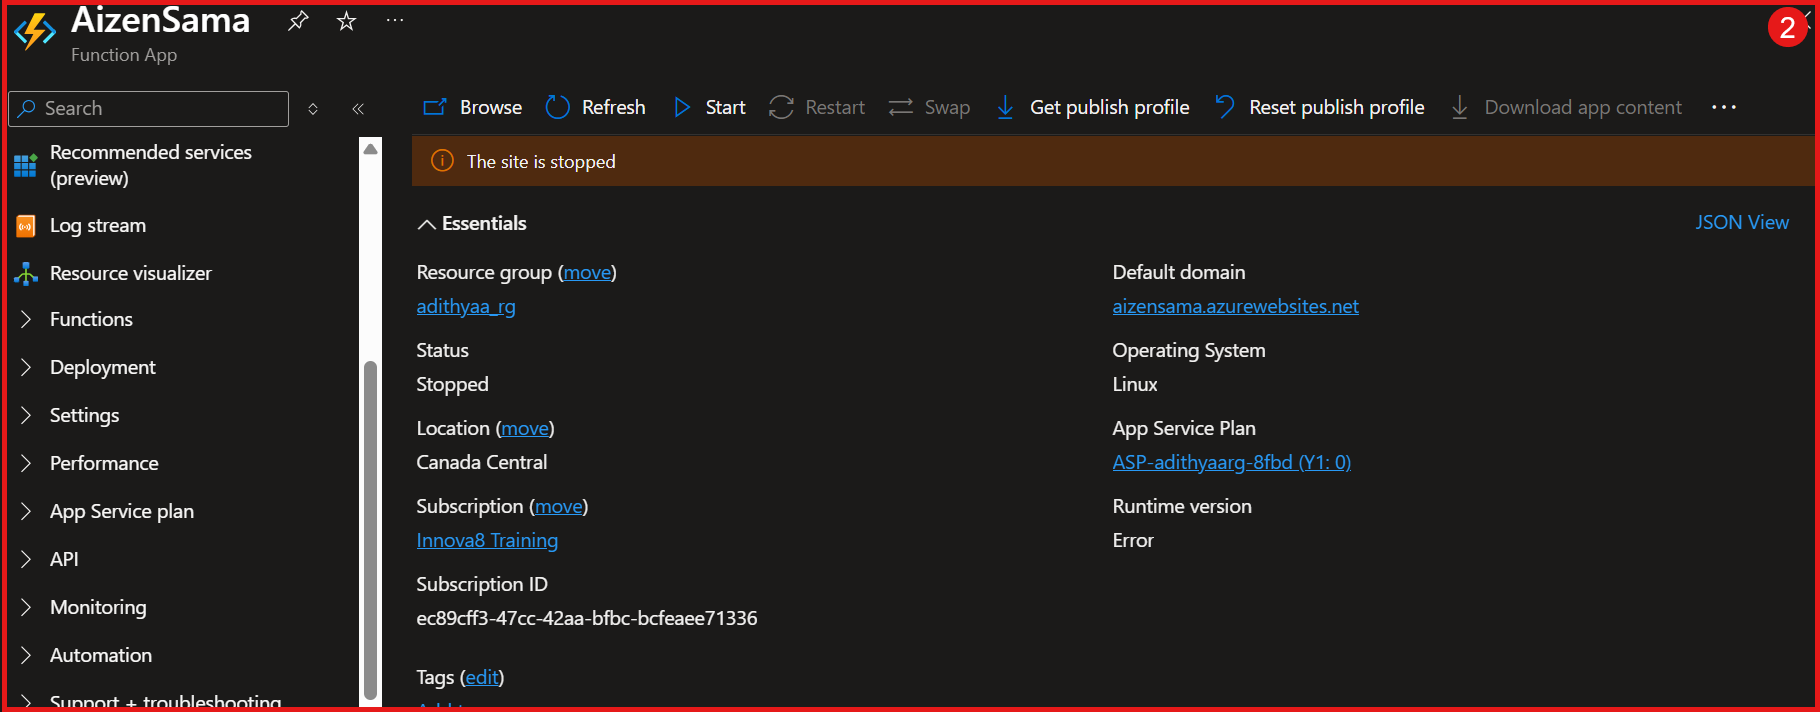 AizenSama
Function App
2
Search
Browse
Refresh
Start
Restart
Swap
Get publish profile
Reset publish profile
Download app content
The site is stopped
Recommended services
(preview)
Log stream
Resource visualizer
Functions
Deployment
Settings
Performance
App Service plan
API
Monitoring
Automation
Support + troubleshooting
Essentials
JSON View
Resource group (move)
adithyaa_rg
Status
Stopped
Location (move)
Canada Central
Subscription (move)
Innova8 Training
Subscription ID
ec89cff3-47cc-42aa-bfbc-bcfeaee71336
Tags (edit)
Default domain
aizensama.azurewebsites.net
Operating System
Linux
App Service Plan
ASP-adithyaarg-8fbd (Y1: 0)
Runtime version
Error